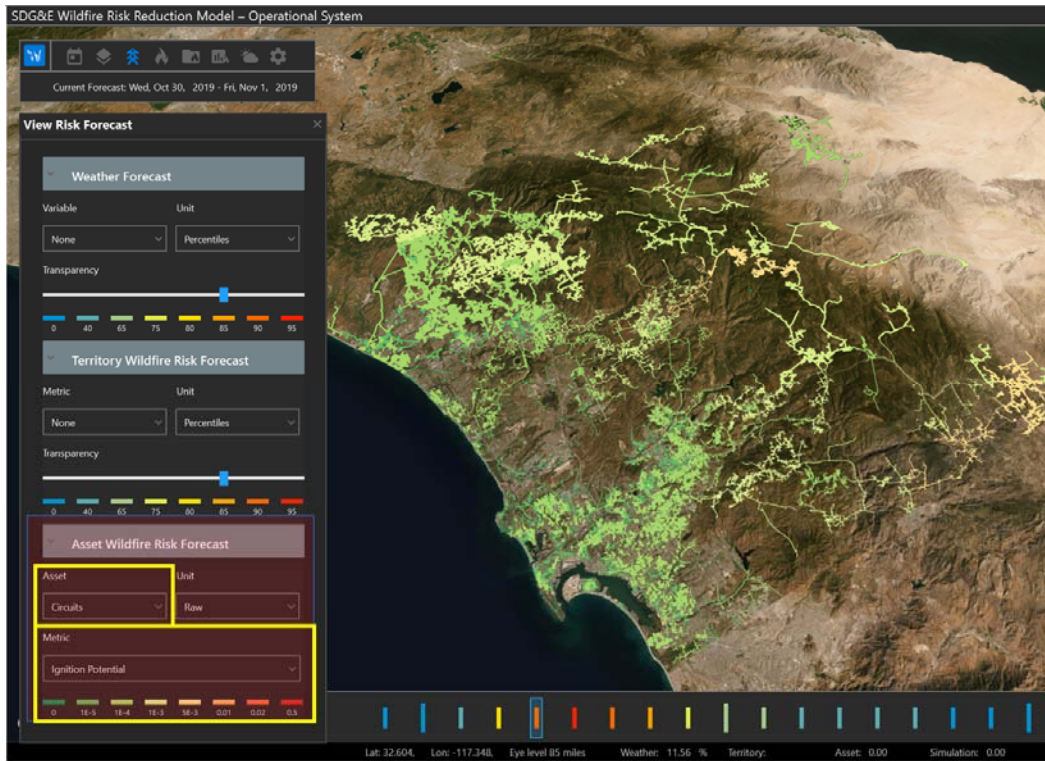 SDG&E Wildfire Risk Reduction Model – Operational System
Current Forecast: Wed, Oct 30, 2019 - Fri, Nov 1, 2019
View Risk Forecast
Weather Forecast
Variable Unit
None Percentiles
Transparency
0 40 65 75 80 85 90 95
Territory Wildfire Risk Forecast
Metric Unit
None Percentiles
Transparency
0 40 65 75 80 85 90 95
Asset Wildfire Risk Forecast
Asset Unit
Circuits Raw
Metric
Ignition Potential
0 1E-5 1E-4 1E-3 5E-3 0.01 0.02 0.5
Lat: 32.604, Lon: -117.348, Eye level 85 miles Weather: 11.56 % Territory: Asset: 0.00 Simulation: 0.00